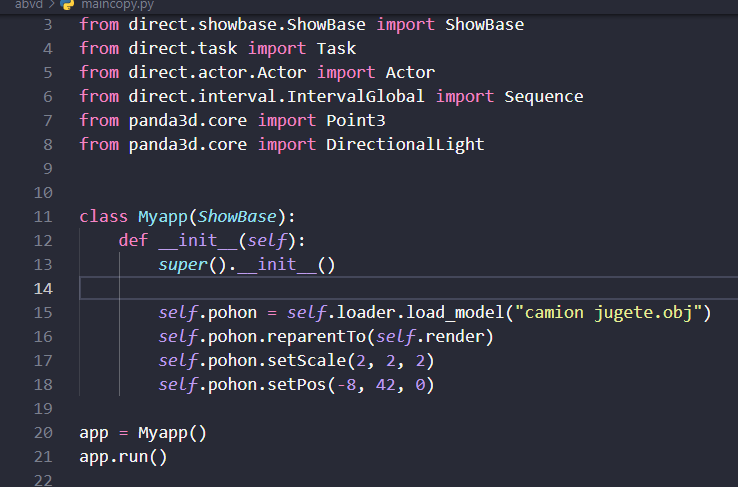 abvd > maincopy.py
3 from direct.showbase.ShowBase import ShowBase
4 from direct.task import Task
5 from direct.actor.Actor import Actor
6 from direct.interval.IntervalGlobal import Sequence
7 from panda3d.core import Point3
8 from panda3d.core import DirectionalLight
9
10
11 class Myapp(ShowBase):
12     def __init__(self):
13         super().__init__()
14
15         self.pohon = self.loader.load_model("camion jugete.obj")
16         self.pohon.reparentTo(self.render)
17         self.pohon.setScale(2, 2, 2)
18         self.pohon.setPos(-8, 42, 0)
19
20 app = Myapp()
21 app.run()
22